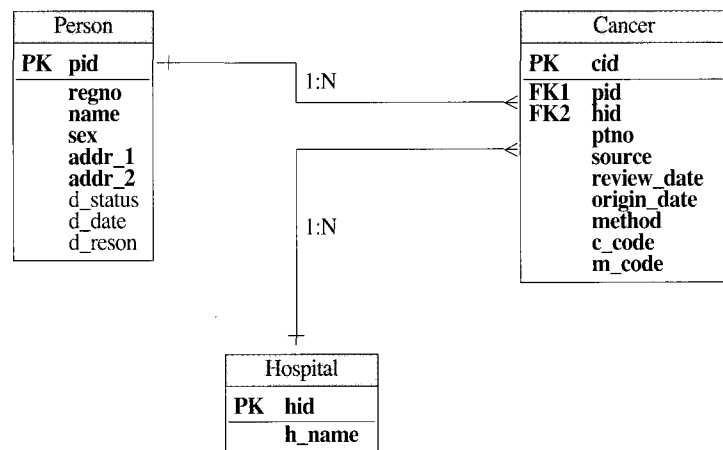 Person
PK pid
regno
name
sex
addr_1
addr_2
d_status
d_date
d_reson
1:N
Cancer
PK cid
FK1 pid
FK2 hid
ptno
source
review_date
origin_date
method
c_code
m_code
1:N
Hospital
PK hid
h_name